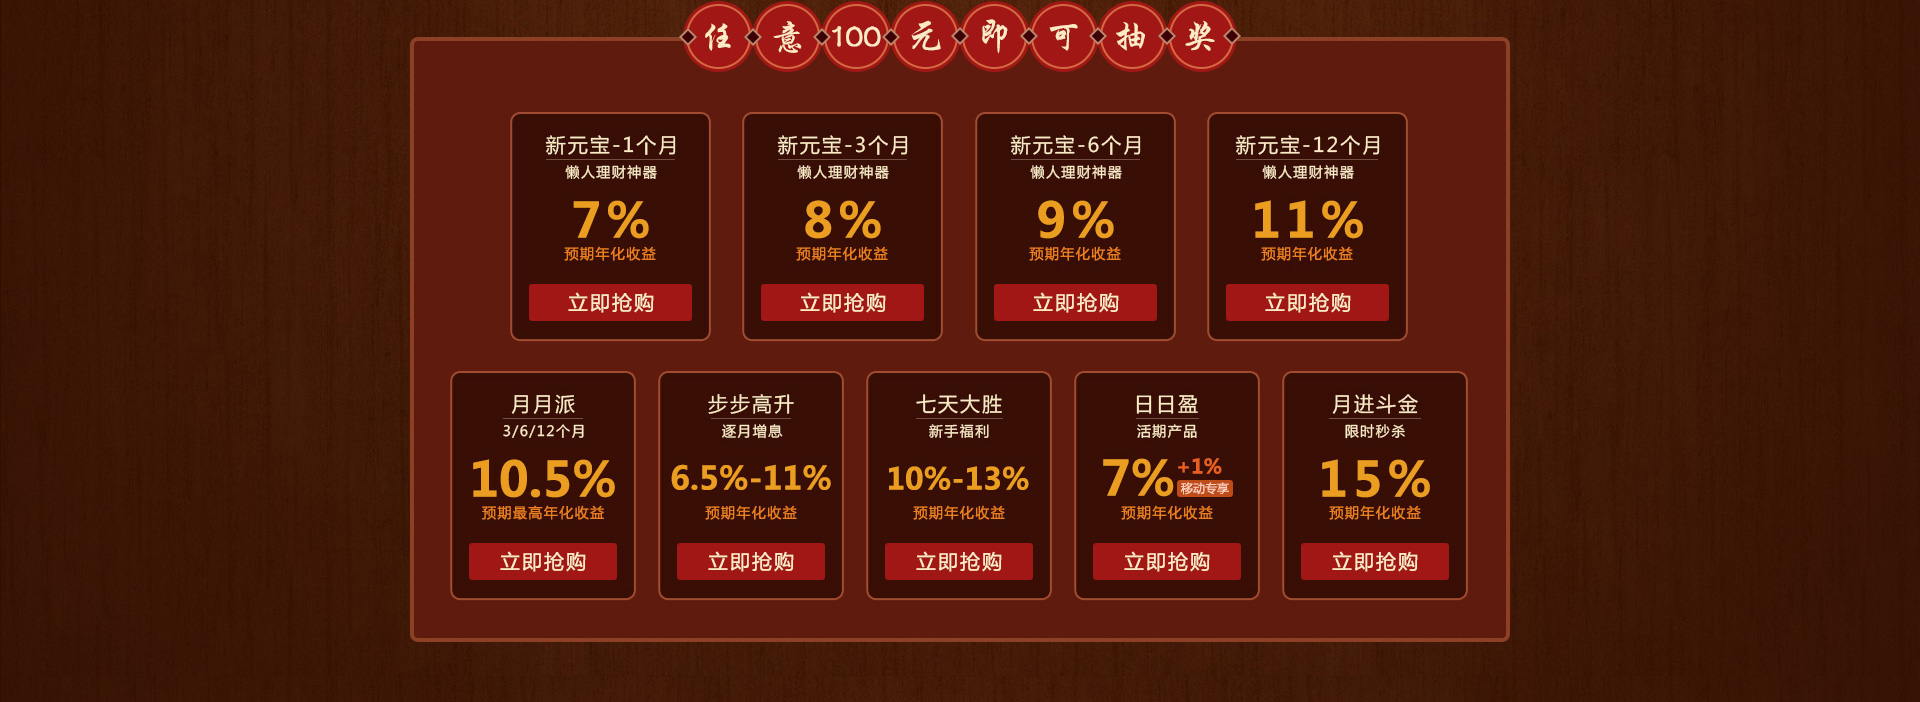 任意100元即可抽奖
新元宝-1个月
懒人理财神器
7%
预期年化收益
立即抢购
新元宝-3个月
懒人理财神器
8%
预期年化收益
立即抢购
新元宝-6个月
懒人理财神器
9%
预期年化收益
立即抢购
新元宝-12个月
懒人理财神器
11%
预期年化收益
立即抢购
月月派
3/6/12个月
10.5%
预期最高年化收益
立即抢购
步步高升
逐月增息
6.5%-11%
预期年化收益
立即抢购
七天大胜
新手福利
10%-13%
预期年化收益
立即抢购
日日盈
活期产品
7%
+1%
移动专享
预期年化收益
立即抢购
月进斗金
限时秒杀
15%
预期年化收益
立即抢购